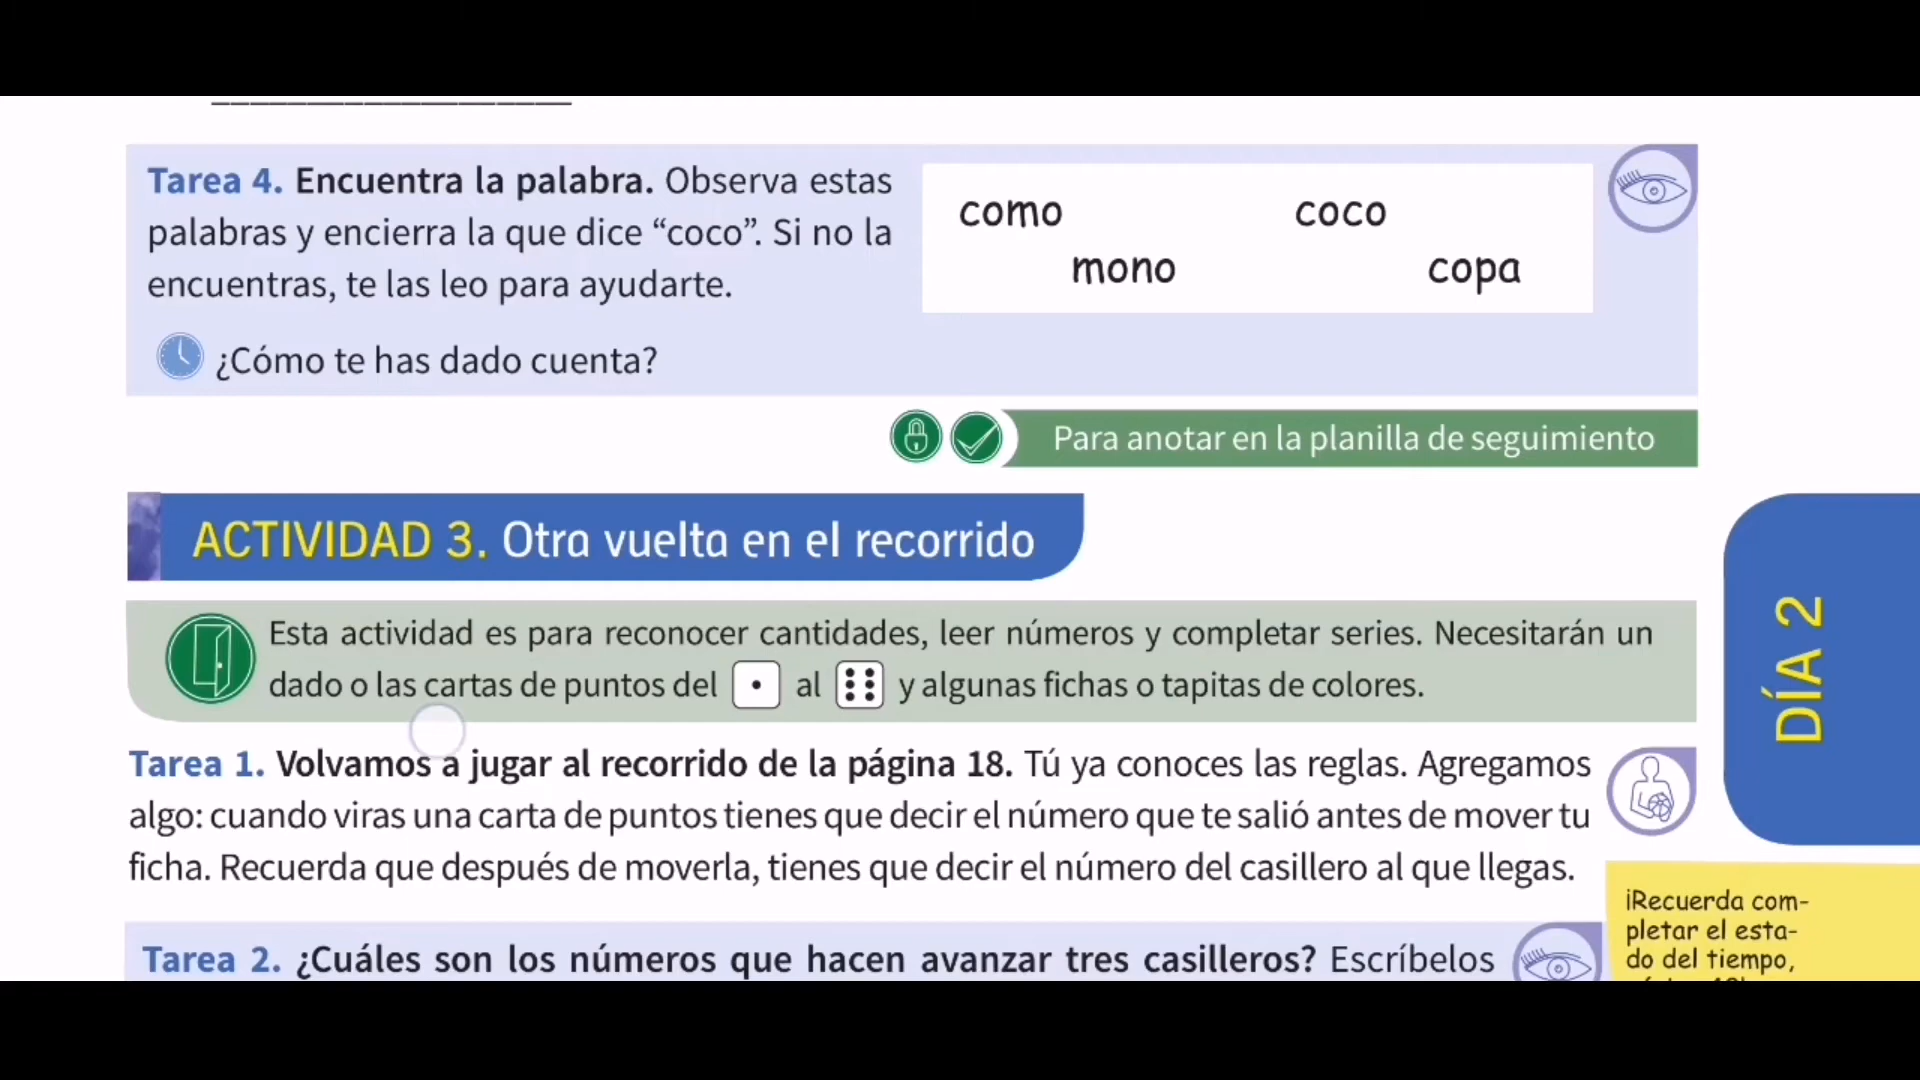 Tarea 4. Encuentra la palabra. Observa estas
palabras y encierra la que dice “coco”. Si no la
encuentras, te las leo para ayudarte.
como coco
mono copa
¿Cómo te has dado cuenta?
Para anotar en la planilla de seguimiento
ACTIVIDAD 3. Otra vuelta en el recorrido
Esta actividad es para reconocer cantidades, leer números y completar series. Necesitarán un
dado o las cartas de puntos del al y algunas fichas o tapitas de colores.
DÍA 2
Tarea 1. Volvamos a jugar al recorrido de la página 18. Tú ya conoces las reglas. Agregamos
algo: cuando viras una carta de puntos tienes que decir el número que te salió antes de mover tu
ficha. Recuerda que después de moverla, tienes que decir el número del casillero al que llegas.
Tarea 2. ¿Cuáles son los números que hacen avanzar tres casilleros? Escríbelos
¡Recuerda com-
pletar el esta-
do del tiempo,